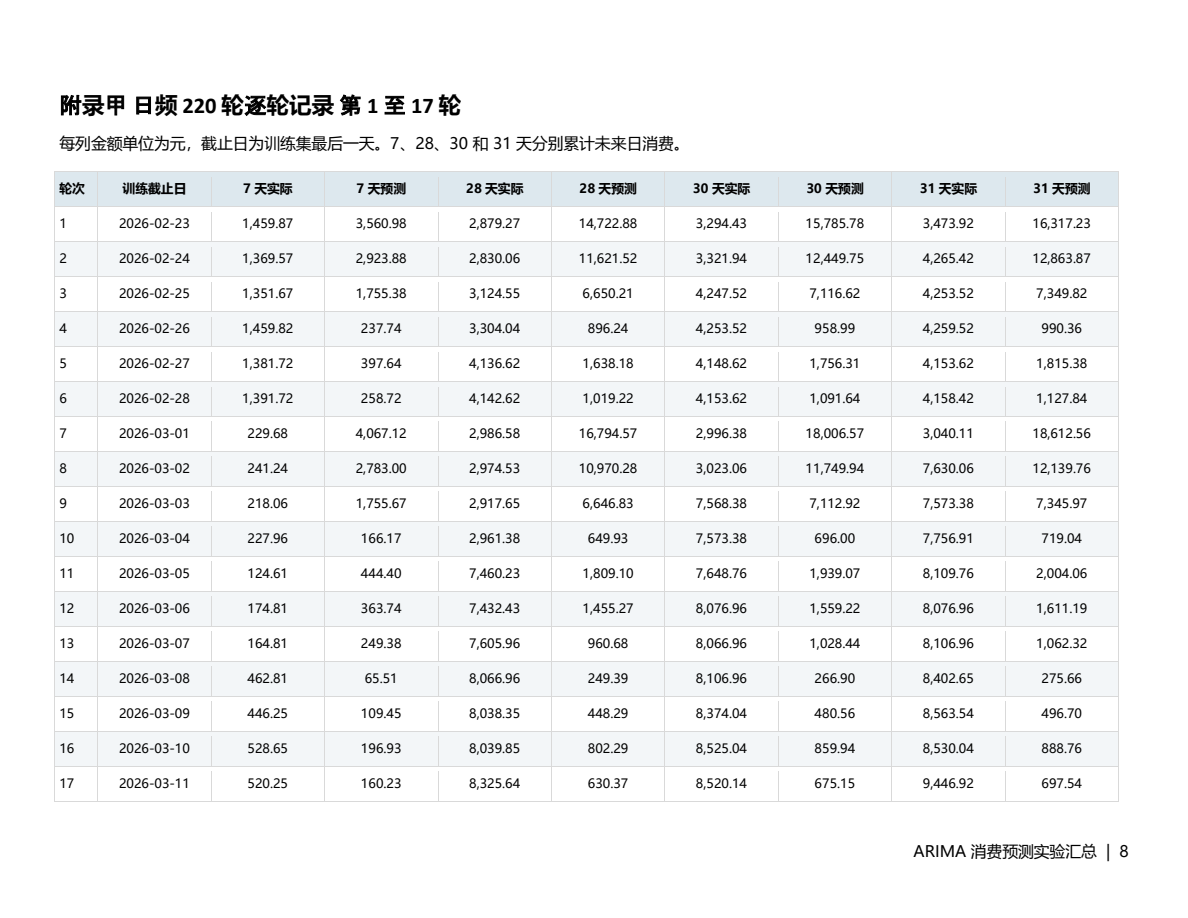 附录甲 日频 220 轮逐轮记录 第 1 至 17 轮
每列金额单位为元，截止日为训练集最后一天。7、28、30 和 31 天分别累计未来日消费。
轮次 训练截止日 7 天实际 7 天预测 28 天实际 28 天预测 30 天实际 30 天预测 31 天实际 31 天预测
1 2026-02-23 1,459.87 3,560.98 2,879.27 14,722.88 3,294.43 15,785.78 3,473.92 16,317.23
2 2026-02-24 1,369.57 2,923.88 2,830.06 11,621.52 3,321.94 12,449.75 4,265.42 12,863.87
3 2026-02-25 1,351.67 1,755.38 3,124.55 6,650.21 4,247.52 7,116.62 4,253.52 7,349.82
4 2026-02-26 1,459.82 237.74 3,304.04 896.24 4,253.52 958.99 4,259.52 990.36
5 2026-02-27 1,381.72 397.64 4,136.62 1,638.18 4,148.62 1,756.31 4,153.62 1,815.38
6 2026-02-28 1,391.72 258.72 4,142.62 1,019.22 4,153.62 1,091.64 4,158.42 1,127.84
7 2026-03-01 229.68 4,067.12 2,986.58 16,794.57 2,996.38 18,006.57 3,040.11 18,612.56
8 2026-03-02 241.24 2,783.00 2,974.53 10,970.28 3,023.06 11,749.94 7,630.06 12,139.76
9 2026-03-03 218.06 1,755.67 2,917.65 6,646.83 7,568.38 7,112.92 7,573.38 7,345.97
10 2026-03-04 227.96 166.17 2,961.38 649.93 7,573.38 696.00 7,756.91 719.04
11 2026-03-05 124.61 444.40 7,460.23 1,809.10 7,648.76 1,939.07 8,109.76 2,004.06
12 2026-03-06 174.81 363.74 7,432.43 1,455.27 8,076.96 1,559.22 8,076.96 1,611.19
13 2026-03-07 164.81 249.38 7,605.96 960.68 8,066.96 1,028.44 8,106.96 1,062.32
14 2026-03-08 462.81 65.51 8,066.96 249.39 8,106.96 266.90 8,402.65 275.66
15 2026-03-09 446.25 109.45 8,038.35 448.29 8,374.04 480.56 8,563.54 496.70
16 2026-03-10 528.65 196.93 8,039.85 802.29 8,525.04 859.94 8,530.04 888.76
17 2026-03-11 520.25 160.23 8,325.64 630.37 8,520.14 675.15 9,446.92 697.54
ARIMA 消费预测实验汇总 | 8